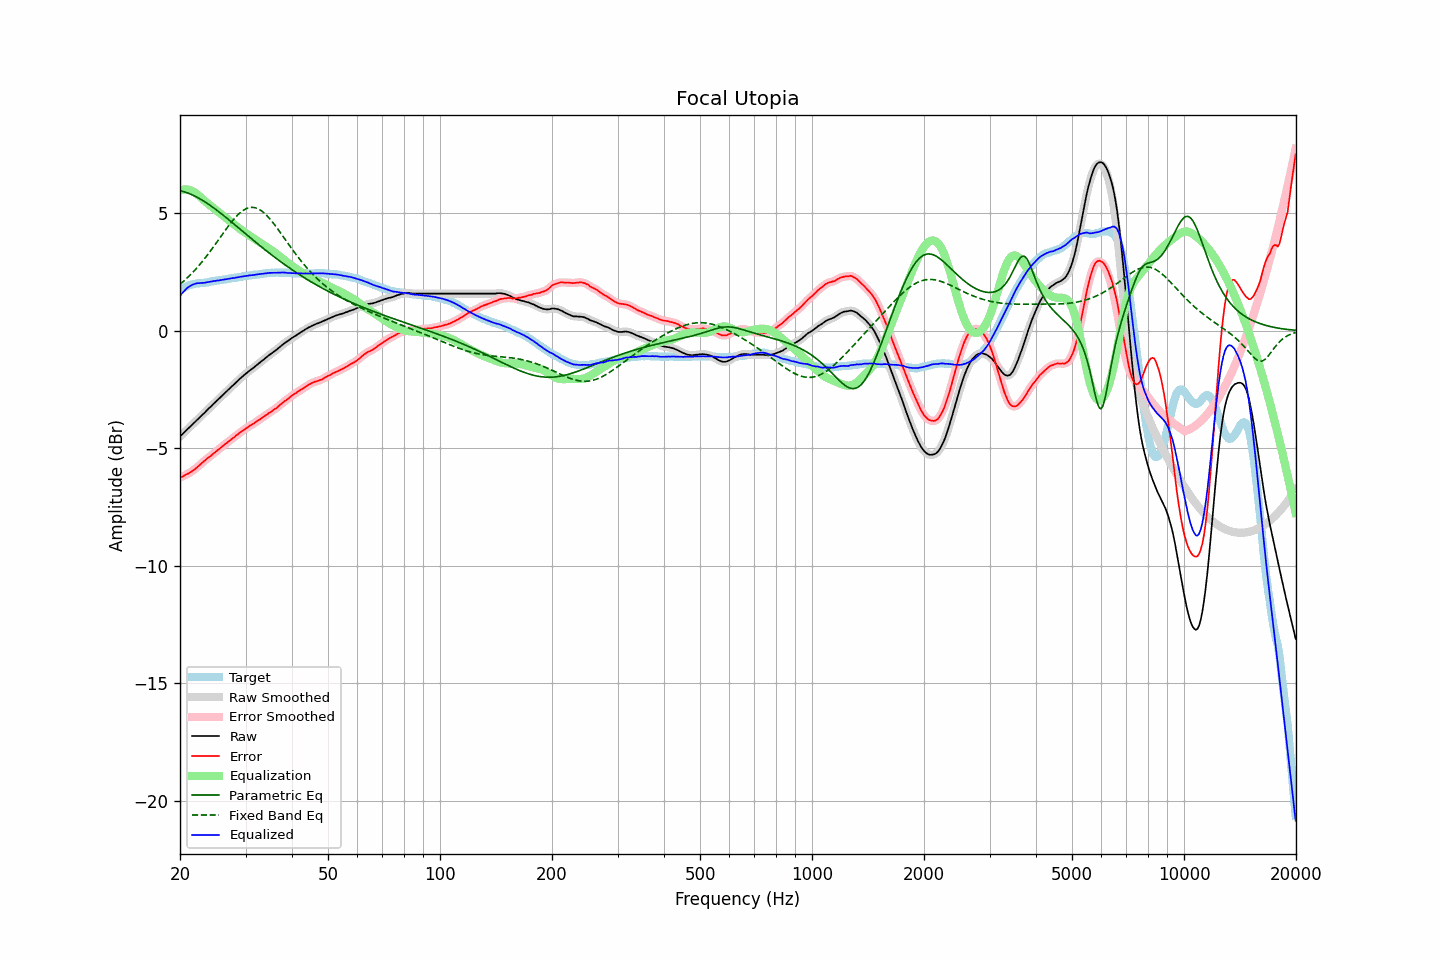 Focal Utopia
5
0
−5
−10
−15
−20
Amplitude (dBr)
Target
Raw Smoothed
Error Smoothed
Raw
Error
Equalization
Parametric Eq
Fixed Band Eq
Equalized
20 50 100 200 500 1000 2000 5000 10000 20000
Frequency (Hz)